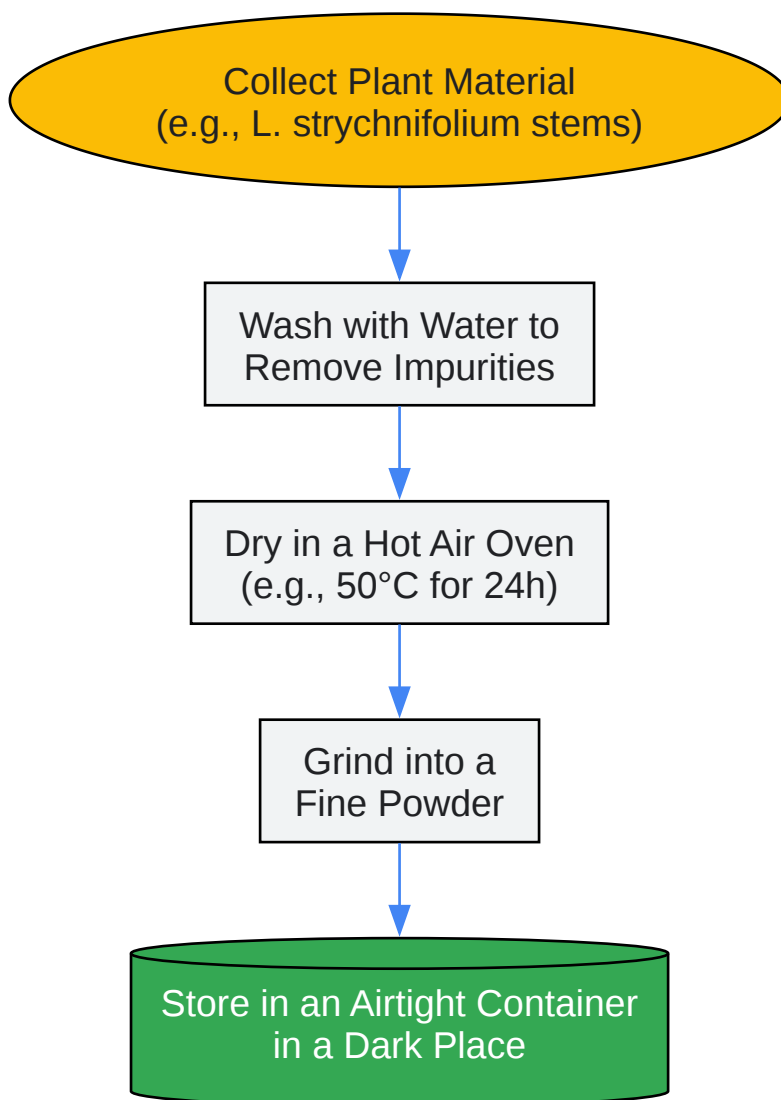 Collect Plant Material
(e.g., L. strychnifolium stems)
Wash with Water to
Remove Impurities
Dry in a Hot Air Oven
(e.g., 50°C for 24h)
Grind into a
Fine Powder
Store in an Airtight Container
in a Dark Place